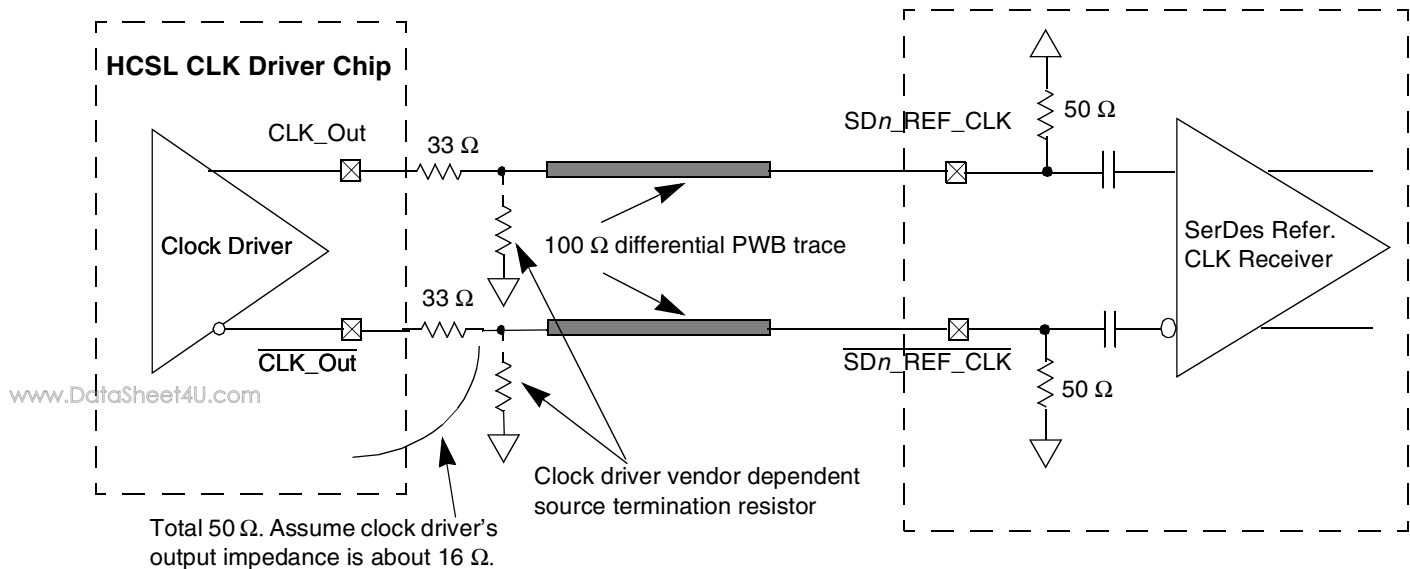 HCSL CLK Driver Chip
CLK_Out
33 Ω
SDn_REF_CLK
50 Ω
Clock Driver
100 Ω differential PWB trace
SerDes Refer.
CLK Receiver
33 Ω
CLK_Out
SDn_REF_CLK
50 Ω
www.DataSheet4U.com
Clock driver vendor dependent
source termination resistor
Total 50 Ω. Assume clock driver's
output impedance is about 16 Ω.